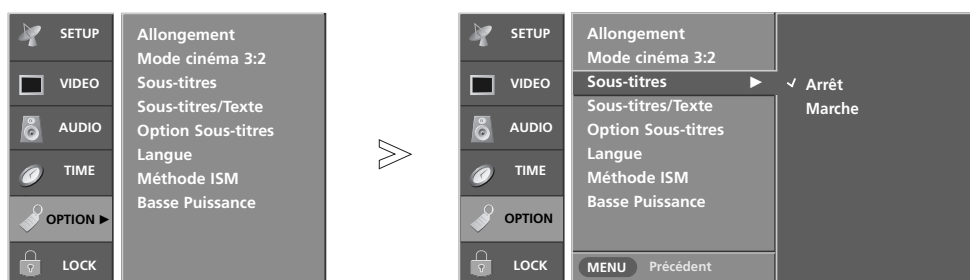 SETUP
VIDEO
AUDIO
TIME
OPTION ►
LOCK
Allongement
Mode cinéma 3:2
Sous-titres
Sous-titres/Texte
Option Sous-titres
Langue
Méthode ISM
Basse Puissance
SETUP
VIDEO
AUDIO
TIME
OPTION
LOCK
Allongement
Mode cinéma 3:2
Sous-titres ►
Sous-titres/Texte
Option Sous-titres
Langue
Méthode ISM
Basse Puissance
MENU Précédent
✓ Arrêt
Marche